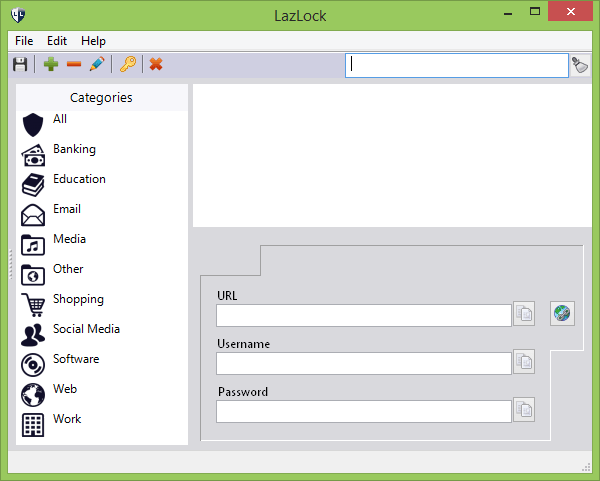 LazLock
File Edit Help
Categories
All
Banking
Education
Email
Media
Other
Shopping
Social Media
Software
Web
Work
URL
Username
Password